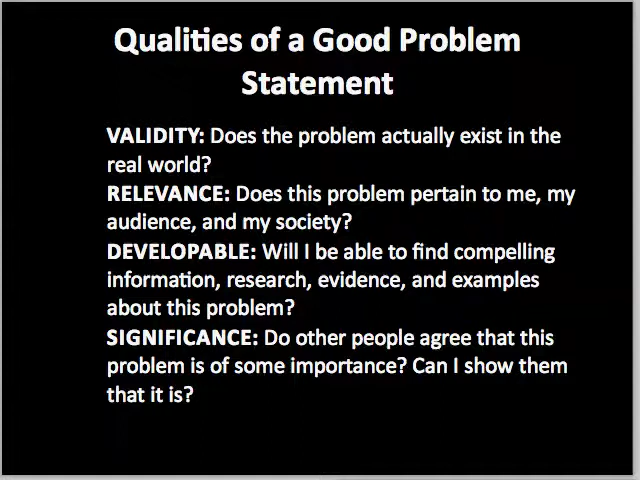 Qualities of a Good Problem
Statement
VALIDITY: Does the problem actually exist in the
real world?
RELEVANCE: Does this problem pertain to me, my
audience, and my society?
DEVELOPABLE: Will I be able to find compelling
information, research, evidence, and examples
about this problem?
SIGNIFICANCE: Do other people agree that this
problem is of some importance? Can I show them
that it is?